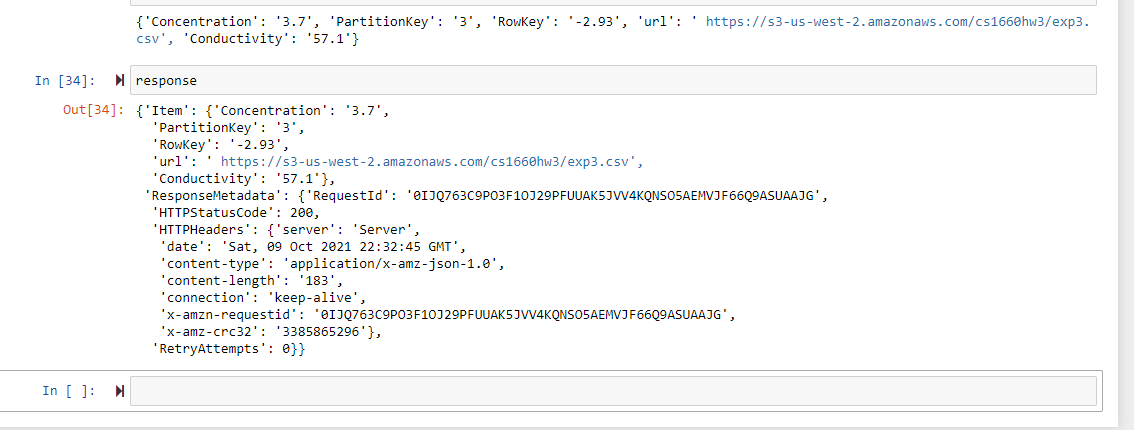 {'Concentration': '3.7', 'PartitionKey': '3', 'RowKey': '-2.93', 'url': ' https://s3-us-west-2.amazonaws.com/cs1660hw3/exp3.
csv', 'Conductivity': '57.1'}
In [34]: response
Out[34]: {'Item': {'Concentration': '3.7',
'PartitionKey': '3',
'RowKey': '-2.93',
'url': ' https://s3-us-west-2.amazonaws.com/cs1660hw3/exp3.csv',
'Conductivity': '57.1'},
'ResponseMetadata': {'RequestId': '0IJQ763C9PO3F1OJ29PFUUAK5JVV4KQNSO5AEMVJF66Q9ASUAAJG',
'HTTPStatusCode': 200,
'HTTPHeaders': {'server': 'Server',
'date': 'Sat, 09 Oct 2021 22:32:45 GMT',
'content-type': 'application/x-amz-json-1.0',
'content-length': '183',
'connection': 'keep-alive',
'x-amzn-requestid': '0IJQ763C9PO3F1OJ29PFUUAK5JVV4KQNSO5AEMVJF66Q9ASUAAJG',
'x-amz-crc32': '3385865296'},
'RetryAttempts': 0}}
In [ ]: